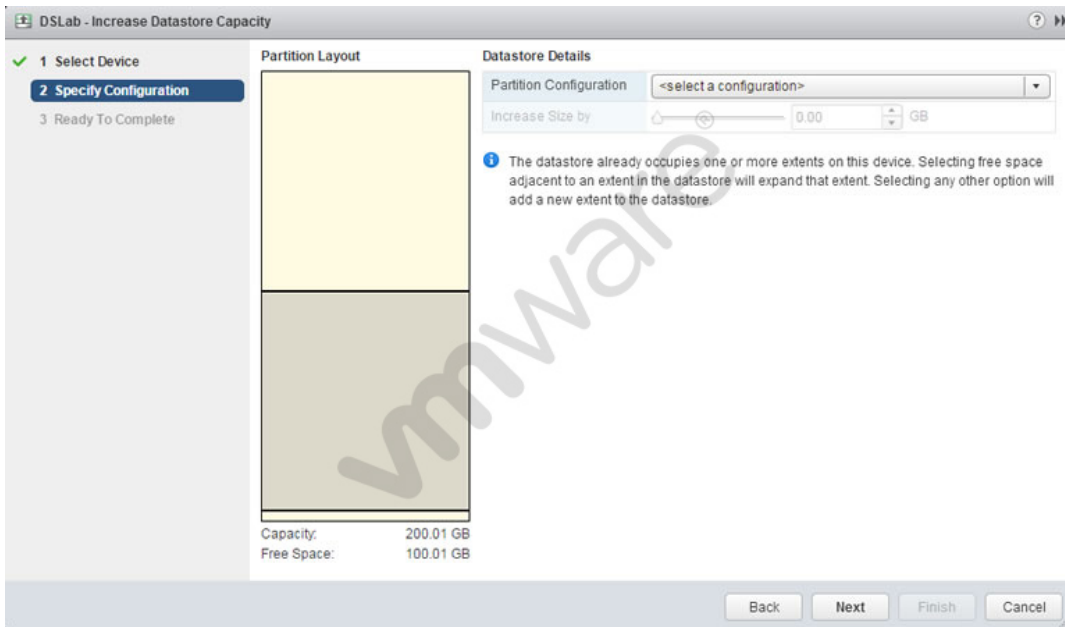 DSLab - Increase Datastore Capacity
1 Select Device
2 Specify Configuration
3 Ready To Complete
Partition Layout
Capacity: 200.01 GB
Free Space: 100.01 GB
Datastore Details
Partition Configuration <select a configuration>
Increase Size by 0.00 GB
The datastore already occupies one or more extents on this device. Selecting free space
adjacent to an extent in the datastore will expand that extent. Selecting any other option will
add a new extent to the datastore.
vmware
Back Next Finish Cancel